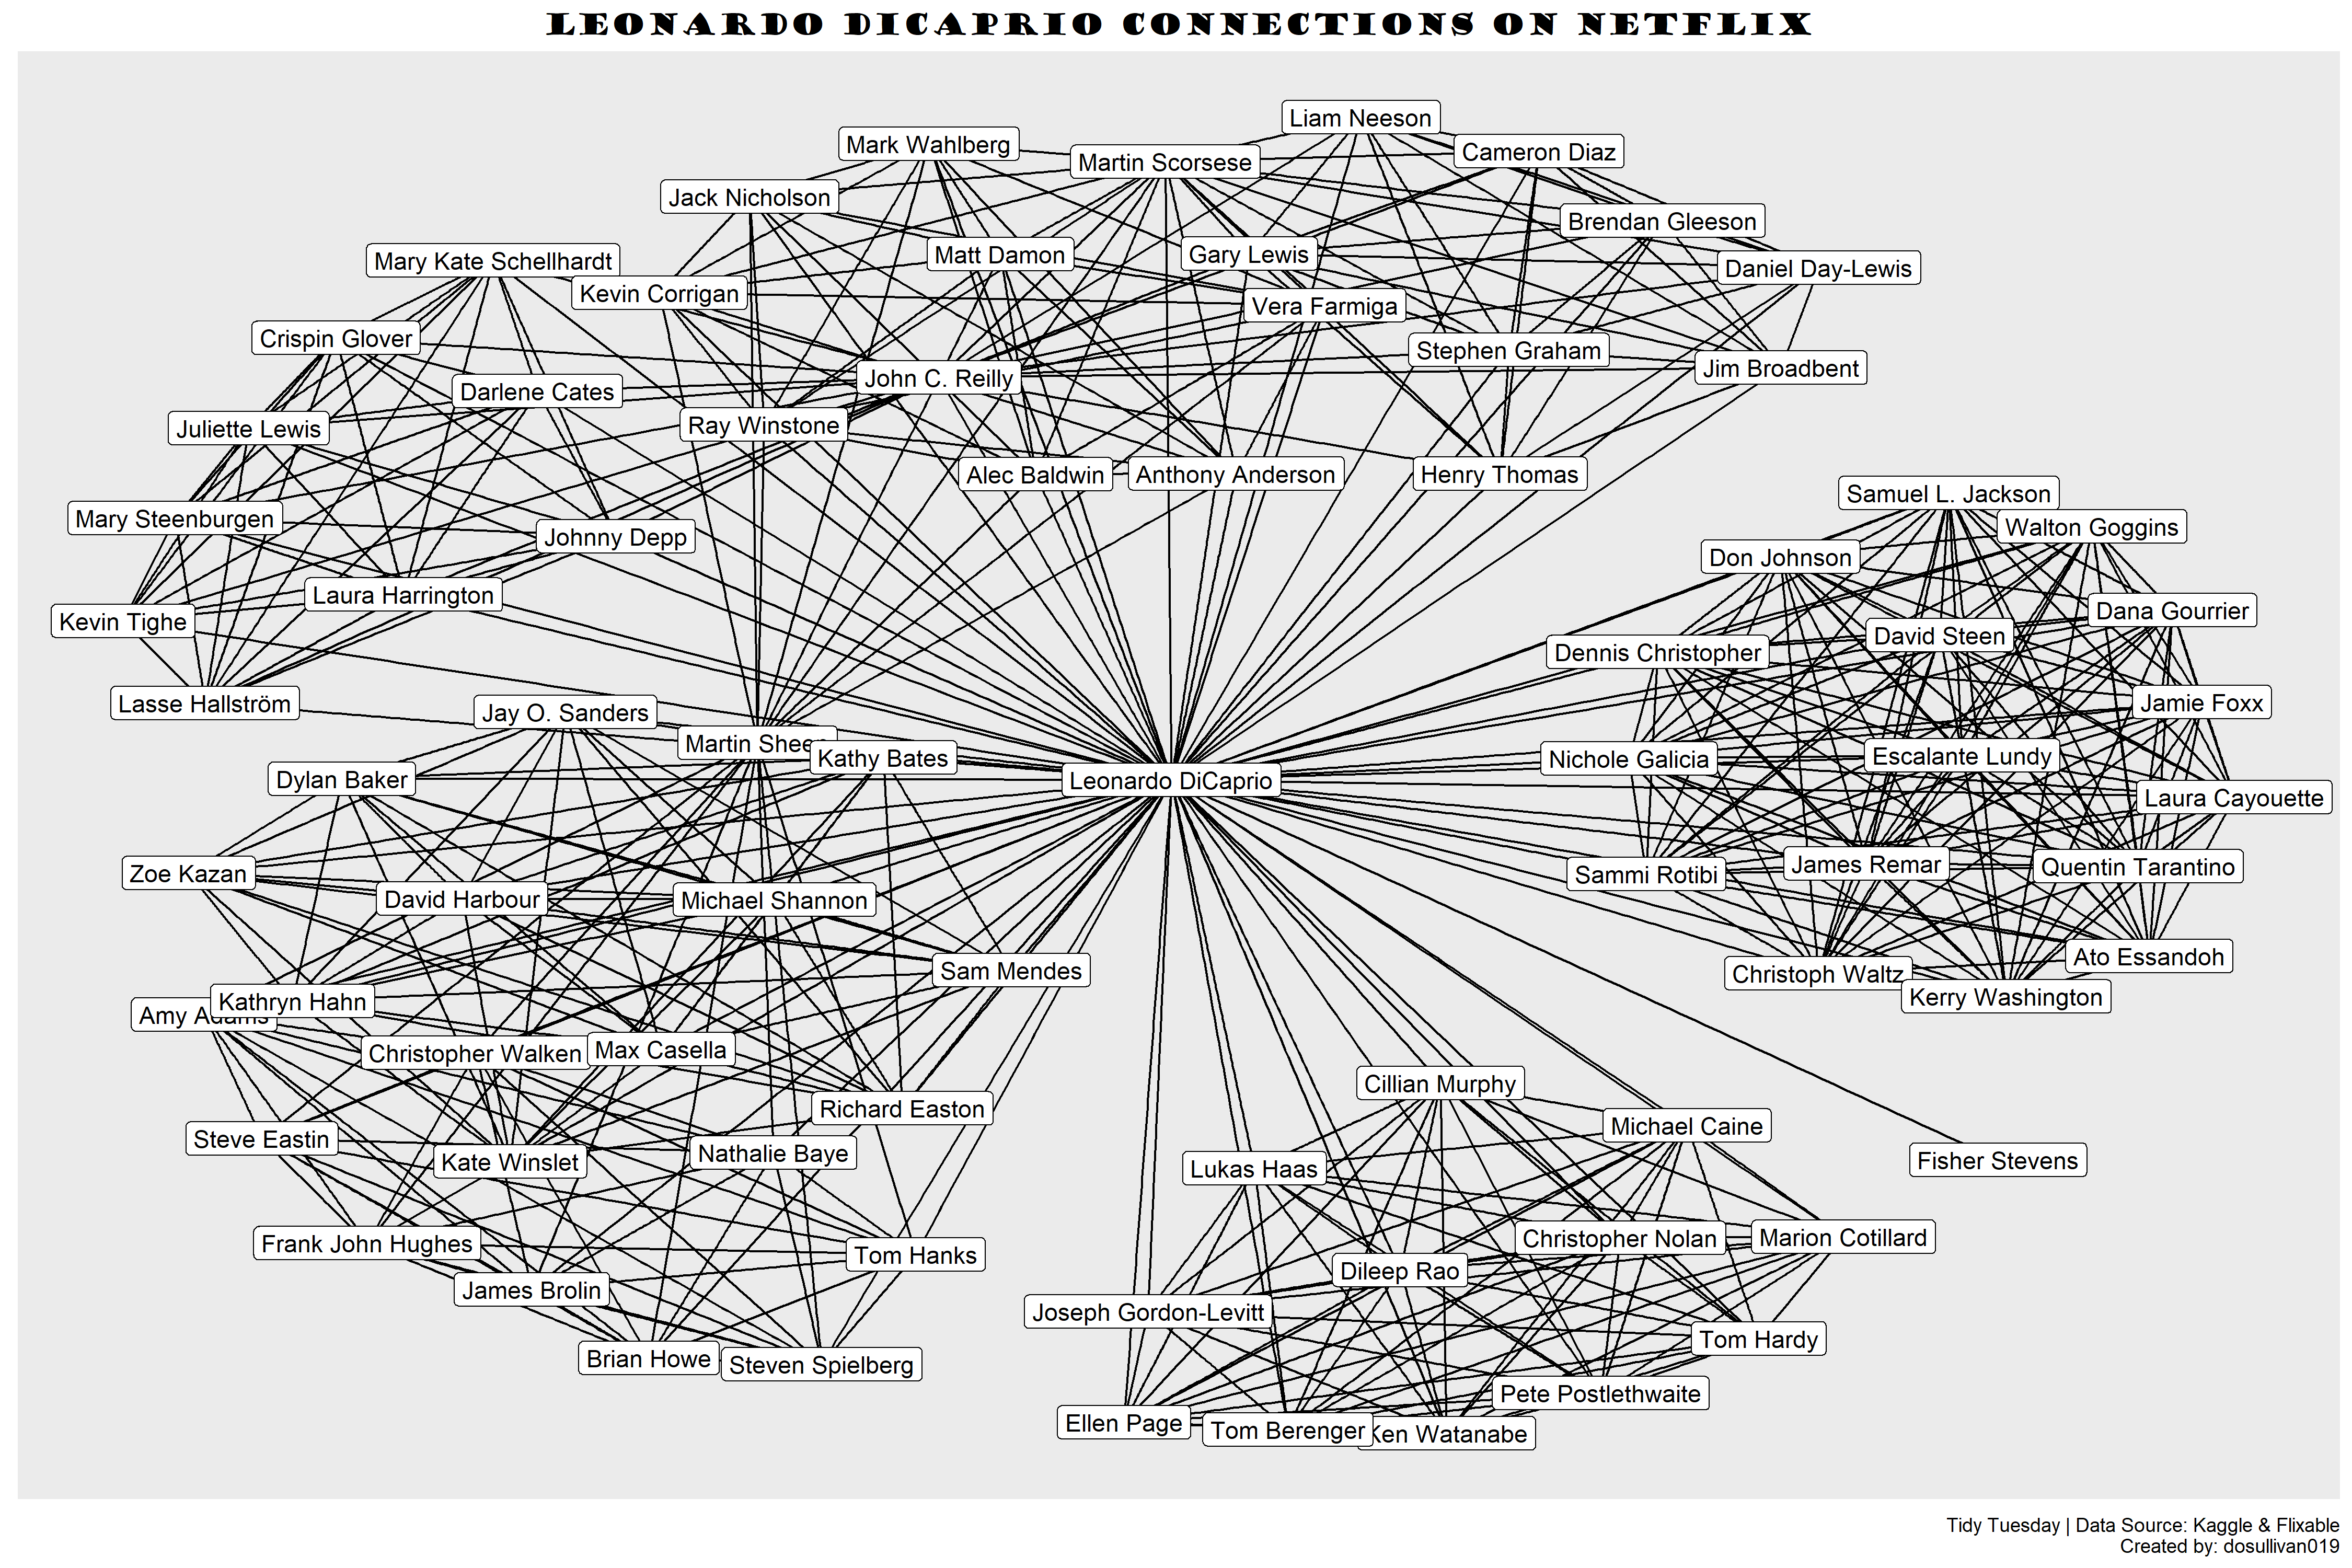 LEONARDO DICAPRIO CONNECTIONS ON NETFLIX
Liam Neeson
Mark Wahlberg
Cameron Diaz
Martin Scorsese
Jack Nicholson
Brendan Gleeson
Gary Lewis
Matt Damon
Mary Kate Schellhardt
Daniel Day-Lewis
Kevin Corrigan
Vera Farmiga
Crispin Glover
Stephen Graham
Jim Broadbent
John C. Reilly
Darlene Cates
Ray Winstone
Juliette Lewis
Alec Baldwin
Anthony Anderson
Henry Thomas
Samuel L. Jackson
Mary Steenburgen
Walton Goggins
Johnny Depp
Don Johnson
Laura Harrington
Dana Gourrier
Kevin Tighe
David Steen
Dennis Christopher
Lasse Hallström
Jamie Foxx
Jay O. Sanders
Martin Sheen
Kathy Bates
Escalante Lundy
Nichole Galicia
Dylan Baker
Leonardo DiCaprio
Laura Cayouette
James Remar
Quentin Tarantino
Zoe Kazan
Sammi Rotibi
David Harbour
Michael Shannon
Ato Essandoh
Sam Mendes
Christoph Waltz
Kerry Washington
Kathryn Hahn
Amy Adams
Max Casella
Christopher Walken
Cillian Murphy
Richard Easton
Michael Caine
Steve Eastin
Nathalie Baye
Fisher Stevens
Kate Winslet
Lukas Haas
Marion Cotillard
Christopher Nolan
Frank John Hughes
Tom Hanks
Dileep Rao
James Brolin
Joseph Gordon-Levitt
Tom Hardy
Brian Howe
Steven Spielberg
Pete Postlethwaite
Ellen Page
Tom Berenger
Ken Watanabe
Tidy Tuesday | Data Source: Kaggle & Flixable
Created by: dosullivan019